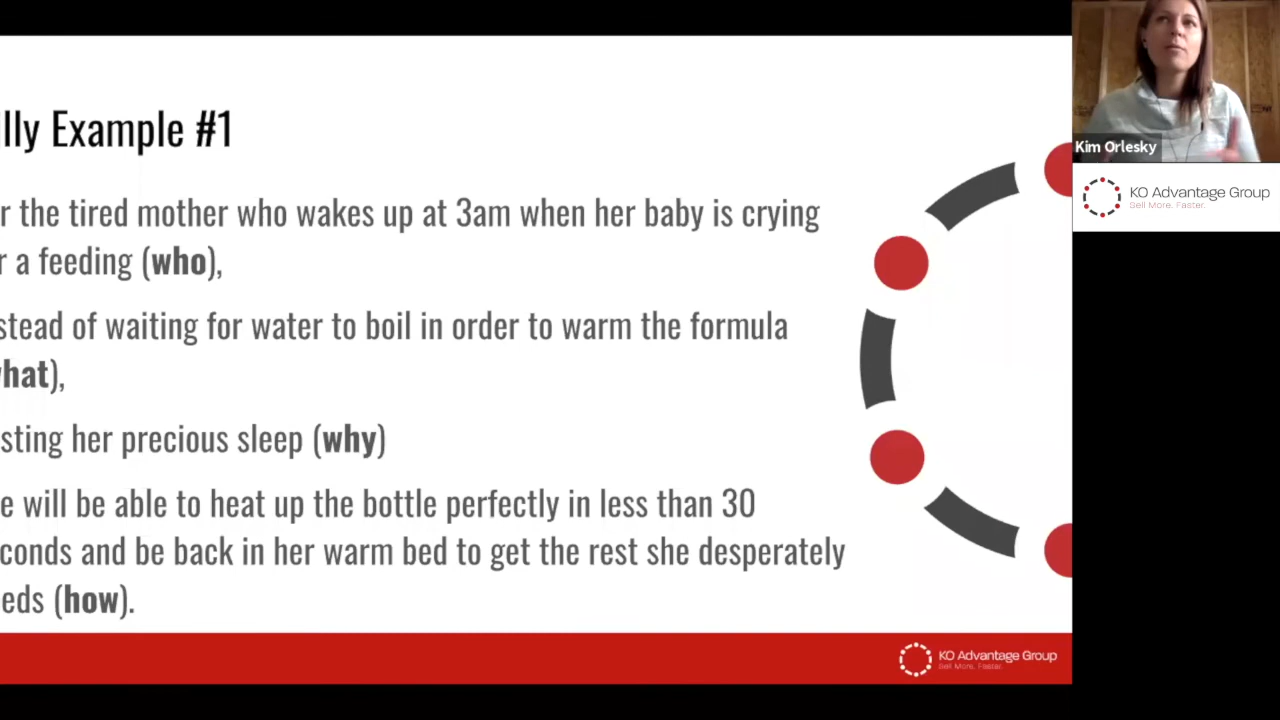 lly Example #1
r the tired mother who wakes up at 3am when her baby is crying
r a feeding (who),
stead of waiting for water to boil in order to warm the formula
hat),
sting her precious sleep (why)
e will be able to heat up the bottle perfectly in less than 30
conds and be back in her warm bed to get the rest she desperately
eds (how).
KO Advantage Group
Sell More. Faster.
Kim Orlesky
KO Advantage Group
Sell More. Faster.